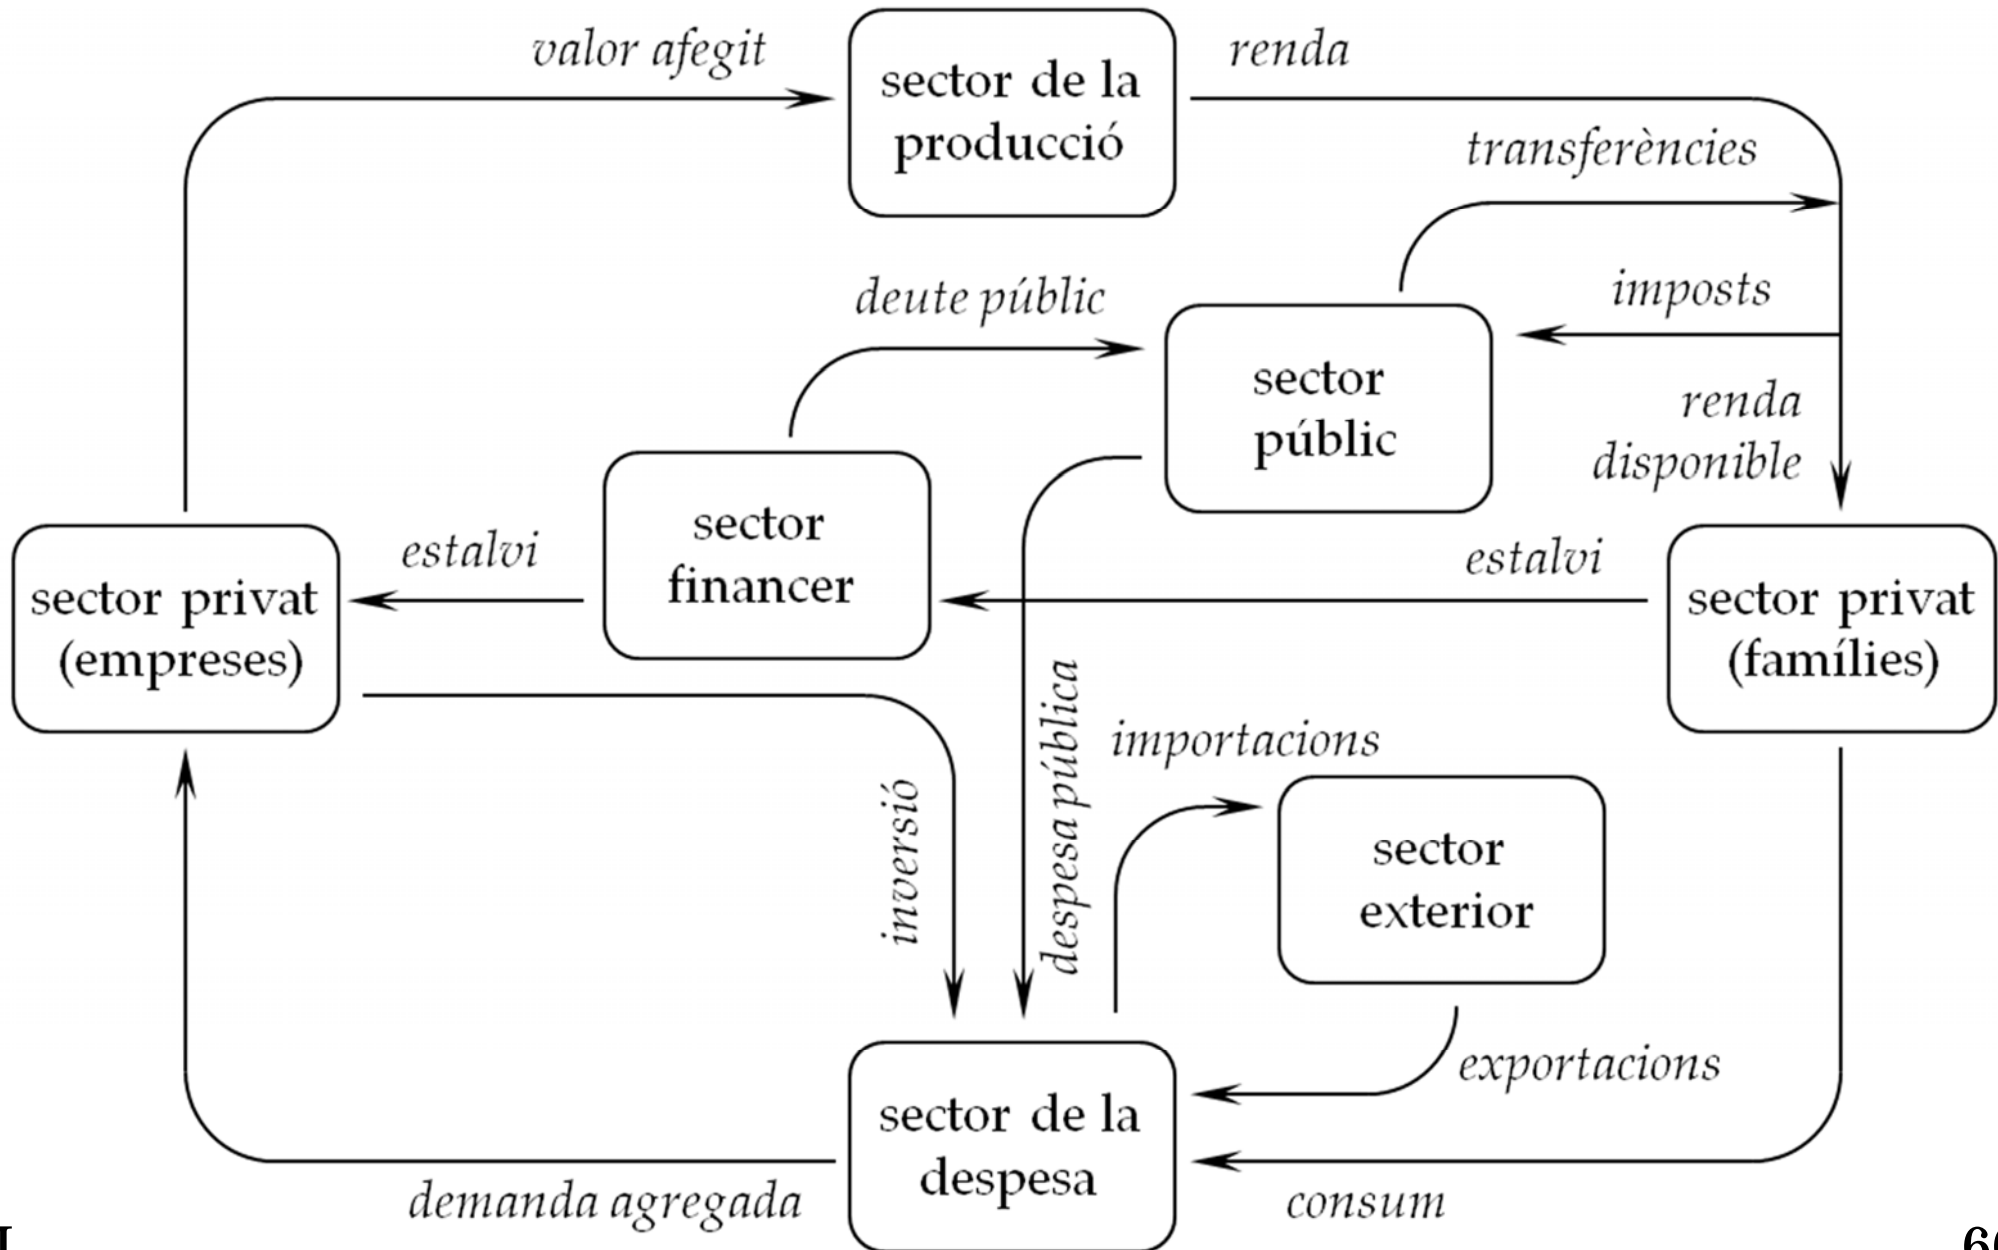 valor afegit
sector de la
producció
renda
transferències
deute públic
imposts
sector
públic
renda
disponible
sector privat
(empreses)
estalvi
sector
financer
estalvi
sector privat
(famílies)
inversió
despesa pública
importacions
sector
exterior
exportacions
sector de la
despesa
demanda agregada
consum